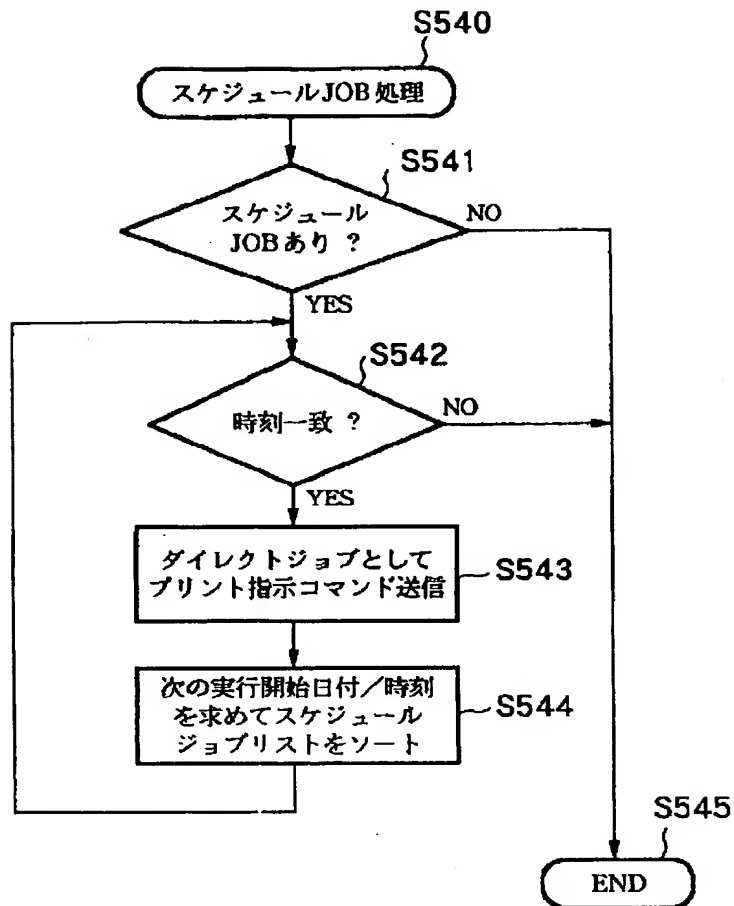 S540
スケジュールJOB処理
S541
スケジュール
JOBあり ?
NO
YES
S542
時刻一致 ?
NO
YES
ダイレクトジョブとして
プリント指示コマンド送信
S543
次の実行開始日付/時刻
を求めてスケジュール
ジョブリストをソート
S544
S545
END